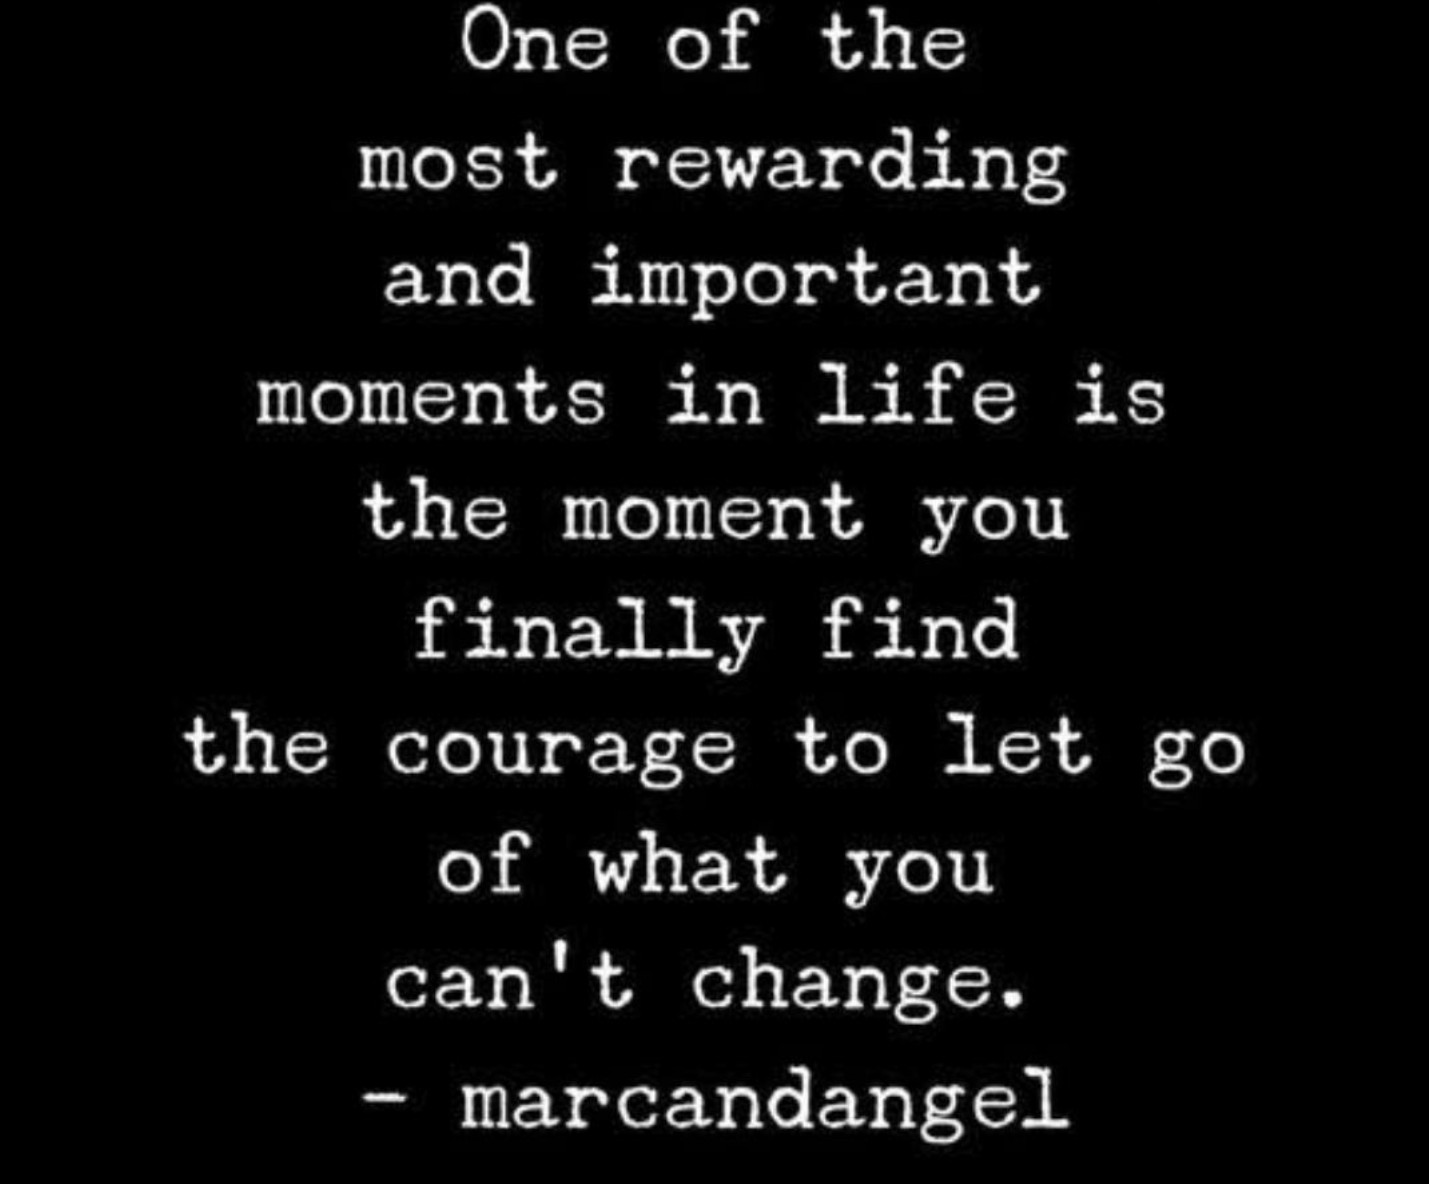 One of the
most rewarding
and important
moments in life is
the moment you
finally find
the courage to let go
of what you
can't change.
- marcandangel